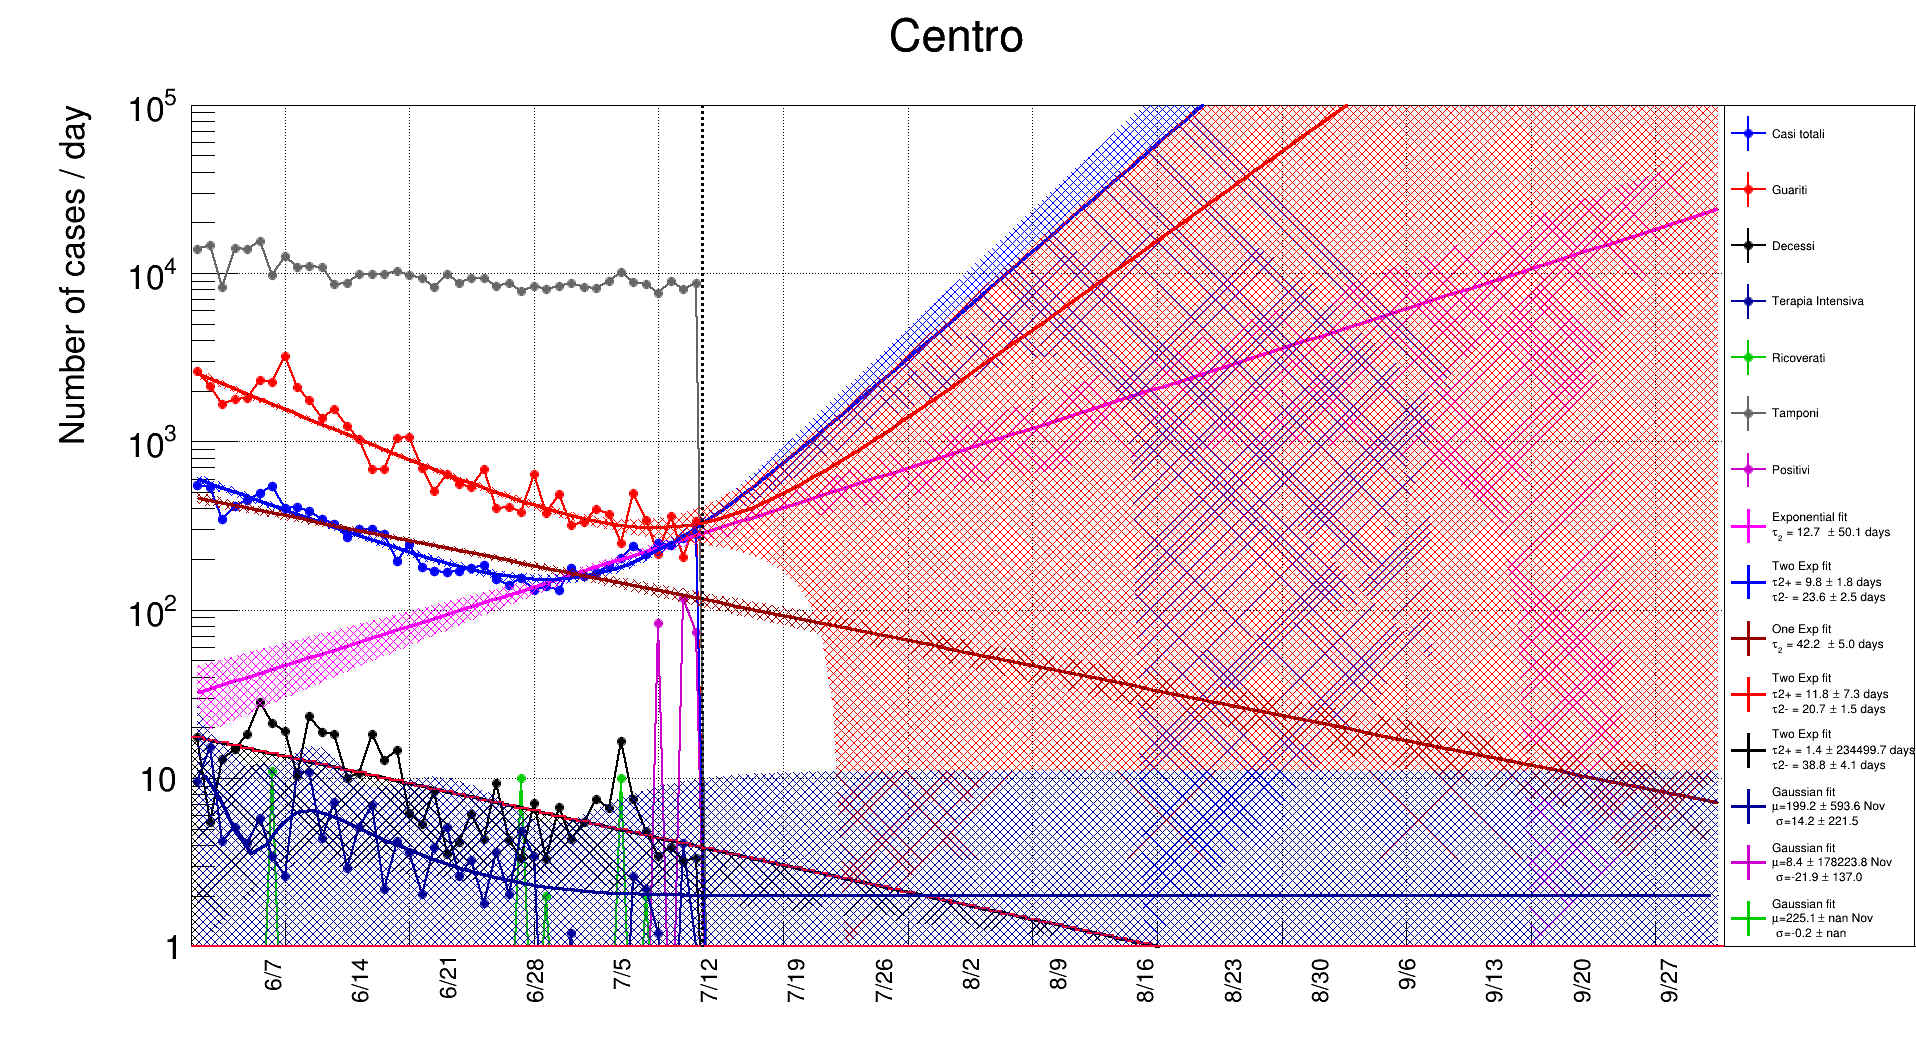 Centro
Number of cases / day
10^5
10^4
10^3
10^2
10
1
6/7
6/14
6/21
6/28
7/5
7/12
7/19
7/26
8/2
8/9
8/16
8/23
8/30
9/6
9/13
9/20
9/27
Casi totali
Guariti
Decessi
Terapia Intensiva
Ricoverati
Tamponi
Positivi
Exponential fit
τ_2 = 12.7 ± 50.1 days
Two Exp fit
τ2+ = 9.8 ± 1.8 days
τ2- = 23.6 ± 2.5 days
One Exp fit
τ_2 = 42.2 ± 5.0 days
Two Exp fit
τ2+ = 11.8 ± 7.3 days
τ2- = 20.7 ± 1.5 days
Two Exp fit
τ2+ = 1.4 ± 234499.7 days
τ2- = 38.8 ± 4.1 days
Gaussian fit
μ=199.2 ± 593.6 Nov
σ=14.2 ± 221.5
Gaussian fit
μ=8.4 ± 178223.8 Nov
σ=-21.9 ± 137.0
Gaussian fit
μ=225.1 ± nan Nov
σ=-0.2 ± nan